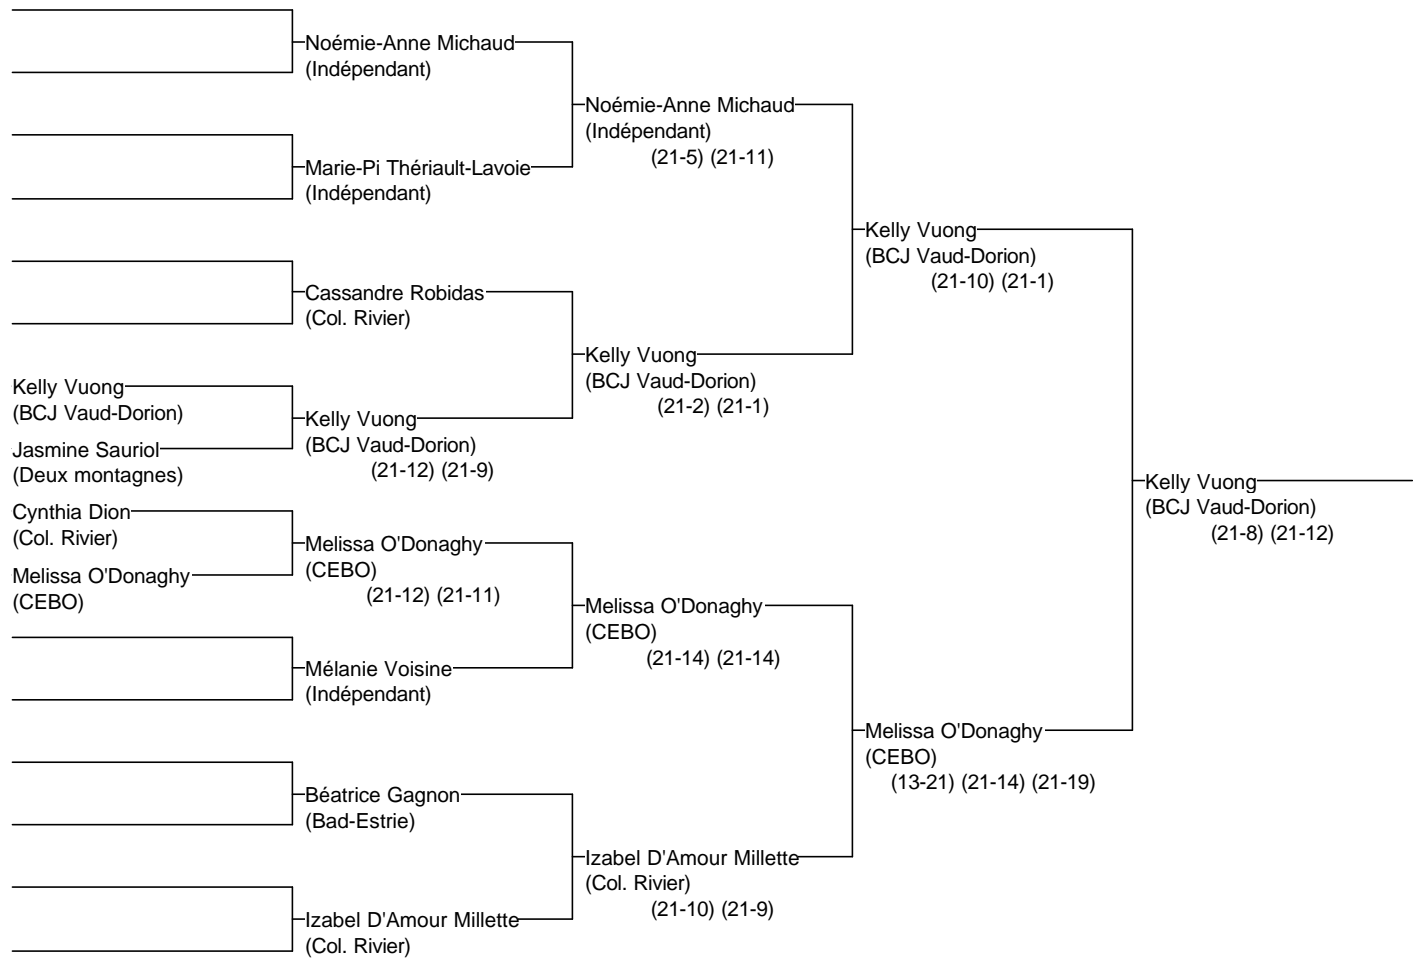 Noémie-Anne Michaud
(Indépendant)
Noémie-Anne Michaud
(Indépendant)
(21-5) (21-11)
Marie-Pi Thériault-Lavoie
(Indépendant)
Kelly Vuong
(BCJ Vaud-Dorion)
(21-10) (21-1)
Cassandre Robidas
(Col. Rivier)
Kelly Vuong
(BCJ Vaud-Dorion)
(21-2) (21-1)
Kelly Vuong
(BCJ Vaud-Dorion)
Kelly Vuong
(BCJ Vaud-Dorion)
(21-12) (21-9)
Jasmine Sauriol
(Deux montagnes)
Kelly Vuong
(BCJ Vaud-Dorion)
(21-8) (21-12)
Cynthia Dion
(Col. Rivier)
Melissa O'Donaghy
(CEBO)
(21-12) (21-11)
Melissa O'Donaghy
(CEBO)
Melissa O'Donaghy
(CEBO)
(21-14) (21-14)
Mélanie Voisine
(Indépendant)
Melissa O'Donaghy
(CEBO)
(13-21) (21-14) (21-19)
Béatrice Gagnon
(Bad-Estrie)
Izabel D'Amour Millette
(Col. Rivier)
(21-10) (21-9)
Izabel D'Amour Millette
(Col. Rivier)